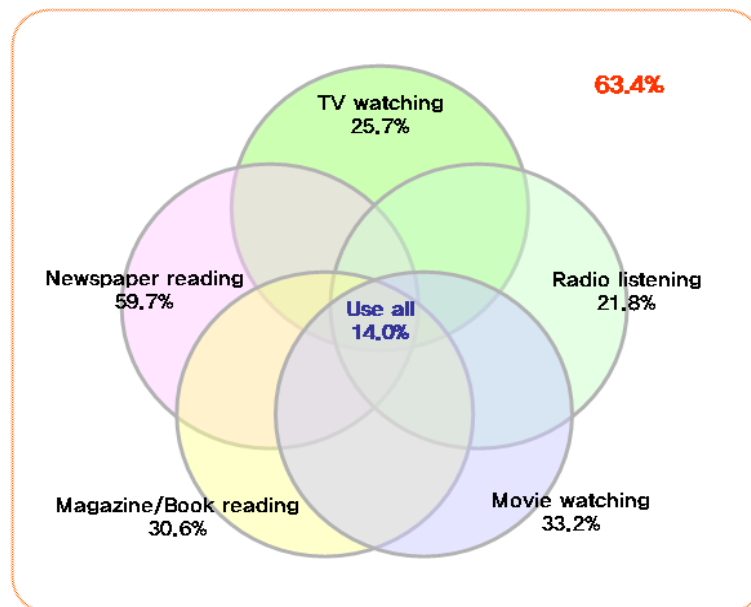 63.4%
TV watching
25.7%
Newspaper reading
59.7%
Radio listening
21.8%
Use all
14.0%
Magazine/Book reading
30.6%
Movie watching
33.2%